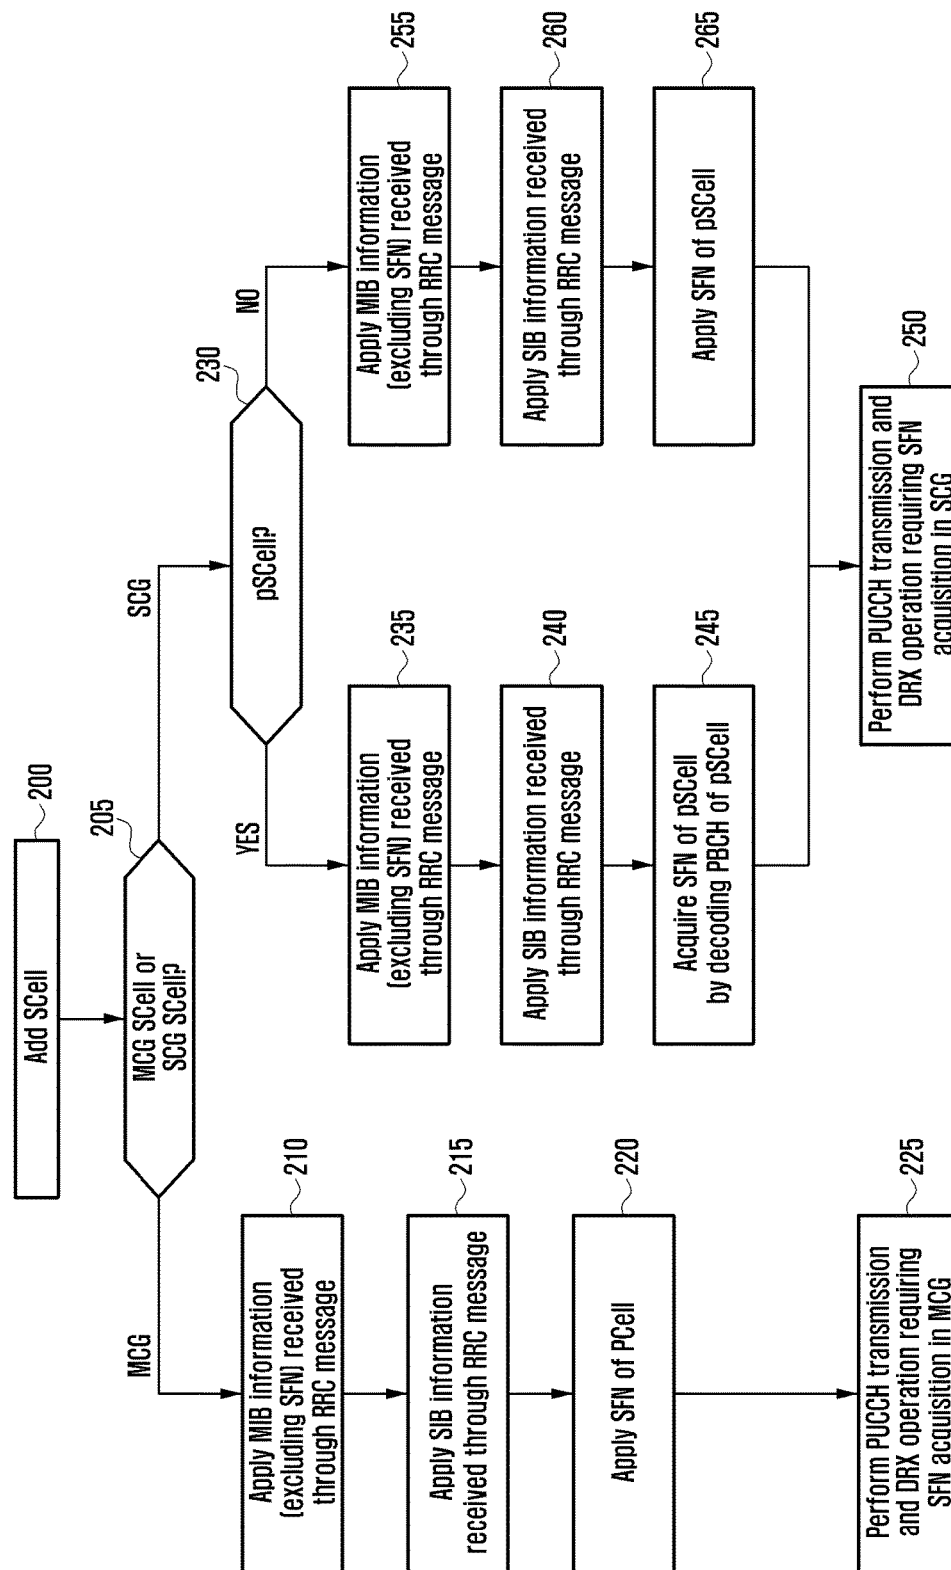 Add SCell
200
MCG SCell or
SCG SCell?
205
MCG
SCG
Apply MIB information
(excluding SFN) received
through RRC message
210
Apply SIB information
received through RRC message
215
Apply SFN of PCell
220
Perform PUCCH transmission
and DRX operation requiring
SFN acquisition in MCG
225
pSCell?
230
YES
NO
Apply MIB information
(excluding SFN) received
through RRC message
235
Apply SIB information received
through RRC message
240
Acquire SFN of pSCell
by decoding PBCH of pSCell
245
Apply MIB information
(excluding SFN) received
through RRC message
255
Apply SIB information received
through RRC message
260
Apply SFN of pSCell
265
Perform PUCCH transmission and
DRX operation requiring SFN
acquisition in SCG
250